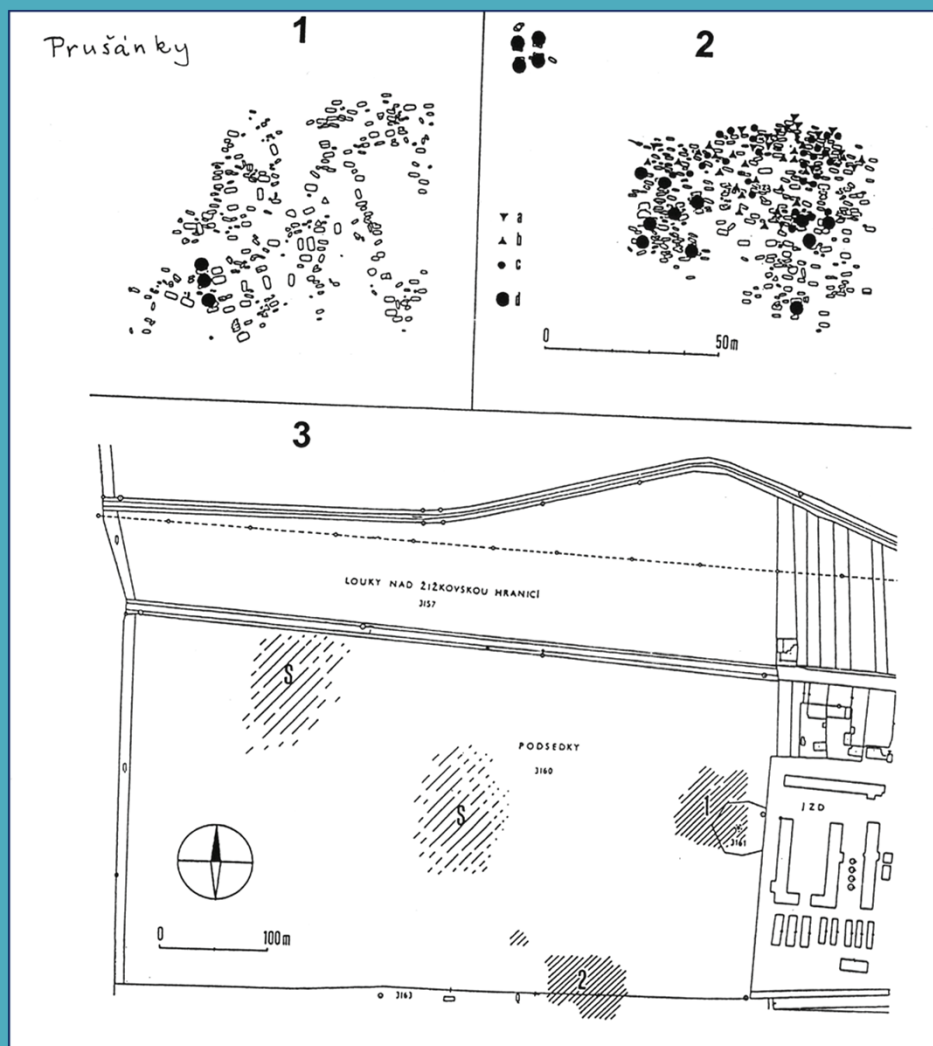 Prušánky
1
2
a
b
c
d
0 50m
3
LOUKY NAD ŽIŽKOVSKOU HRANICÍ
3157
S
PODSEDKY
3160
S
1
3161
JZD
0 100m
2
3163